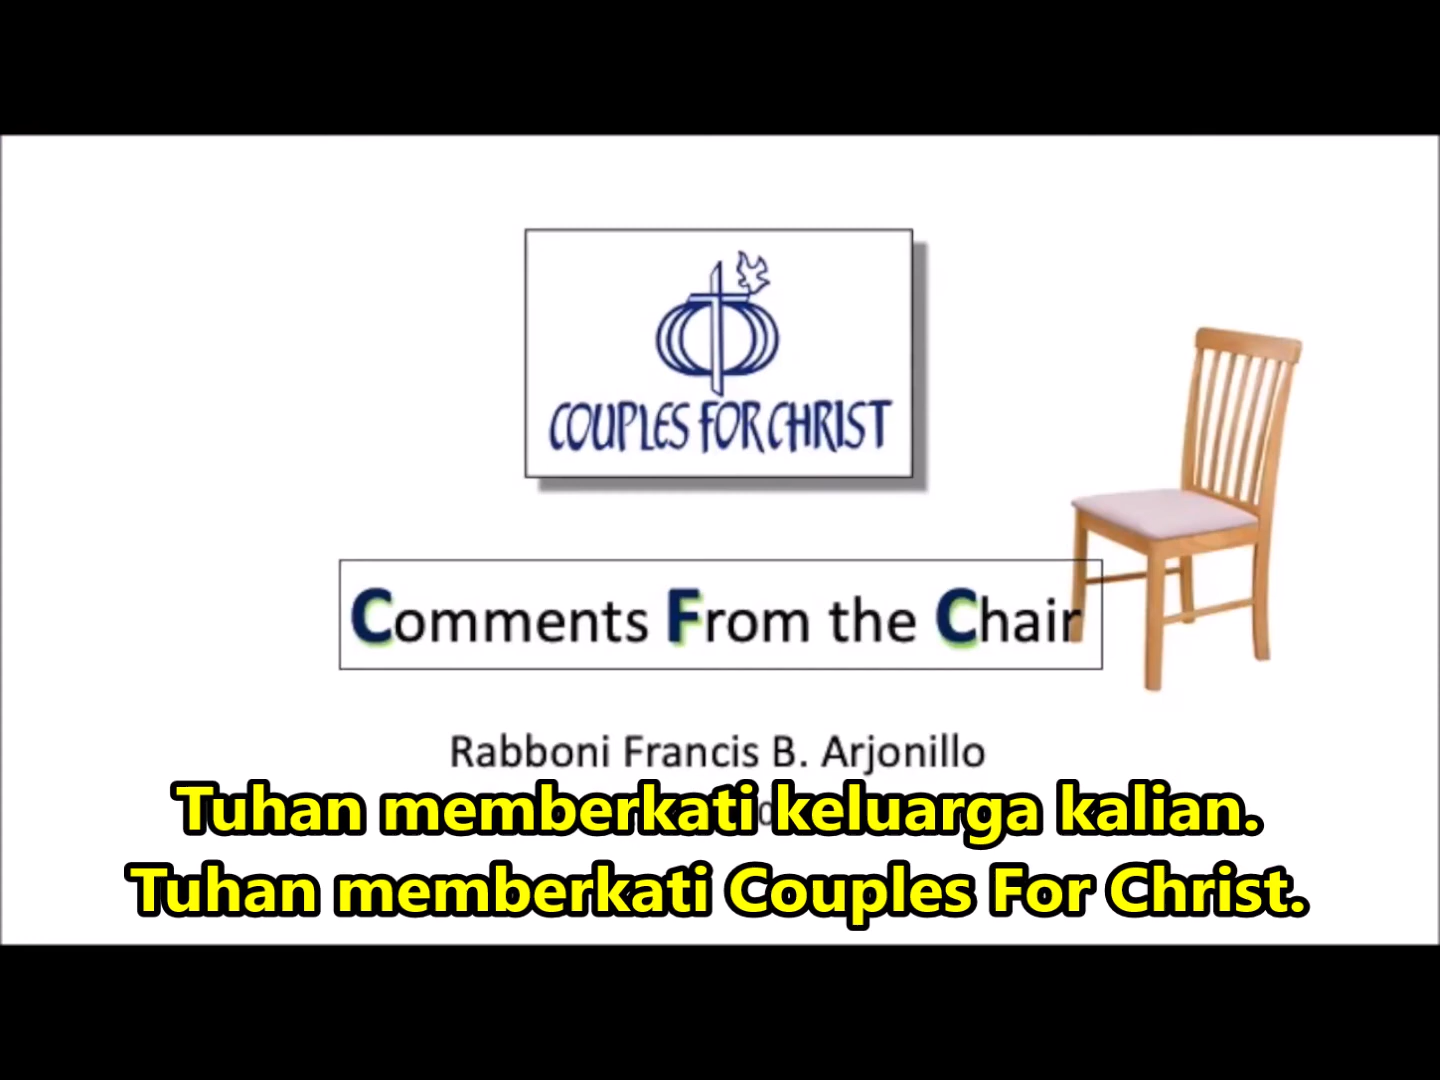 COUPLES FOR CHRIST
Comments From the Chair
Rabboni Francis B. Arjonillo
Tuhan memberkati keluarga kalian.
Tuhan memberkati Couples For Christ.